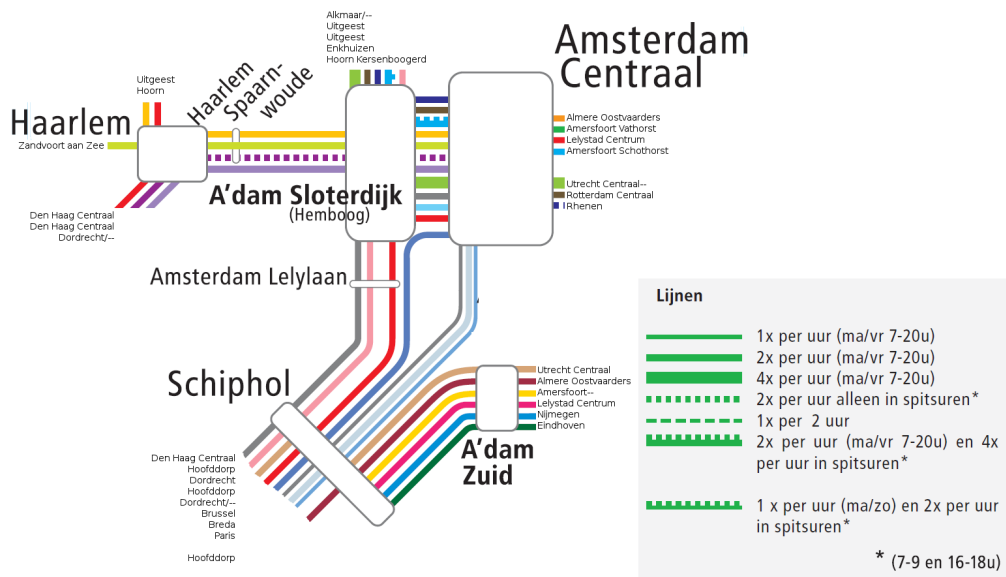 Alkmaar/--
Uitgeest
Uitgeest
Enkhuizen
Hoorn Kersenboogerd
Amsterdam
Centraal
Uitgeest
Hoorn
Haarlem
Spaarn-
woude
Haarlem
Zandvoort aan Zee
Almere Oostvaarders
Amersfoort Vathorst
Lelystad Centrum
Amersfoort Schothorst
Utrecht Centraal--
Rotterdam Centraal
Rhenen
A'dam Sloterdijk
(Hemboog)
Den Haag Centraal
Den Haag Centraal
Dordrecht/--
Amsterdam Lelylaan
Schiphol
Utrecht Centraal
Almere Oostvaarders
Amersfoort--
Lelystad Centrum
Nijmegen
Eindhoven
A'dam
Zuid
Den Haag Centraal
Hoofddorp
Dordrecht
Hoofddorp
Dordrecht/--
Brussel
Breda
Paris
Hoofddorp
Lijnen
1x per uur (ma/vr 7-20u)
2x per uur (ma/vr 7-20u)
4x per uur (ma/vr 7-20u)
2x per uur alleen in spitsuren*
1x per 2 uur
2x per uur (ma/vr 7-20u) en 4x
per uur in spitsuren*
1 x per uur (ma/zo) en 2x per uur
in spitsuren*
* (7-9 en 16-18u)